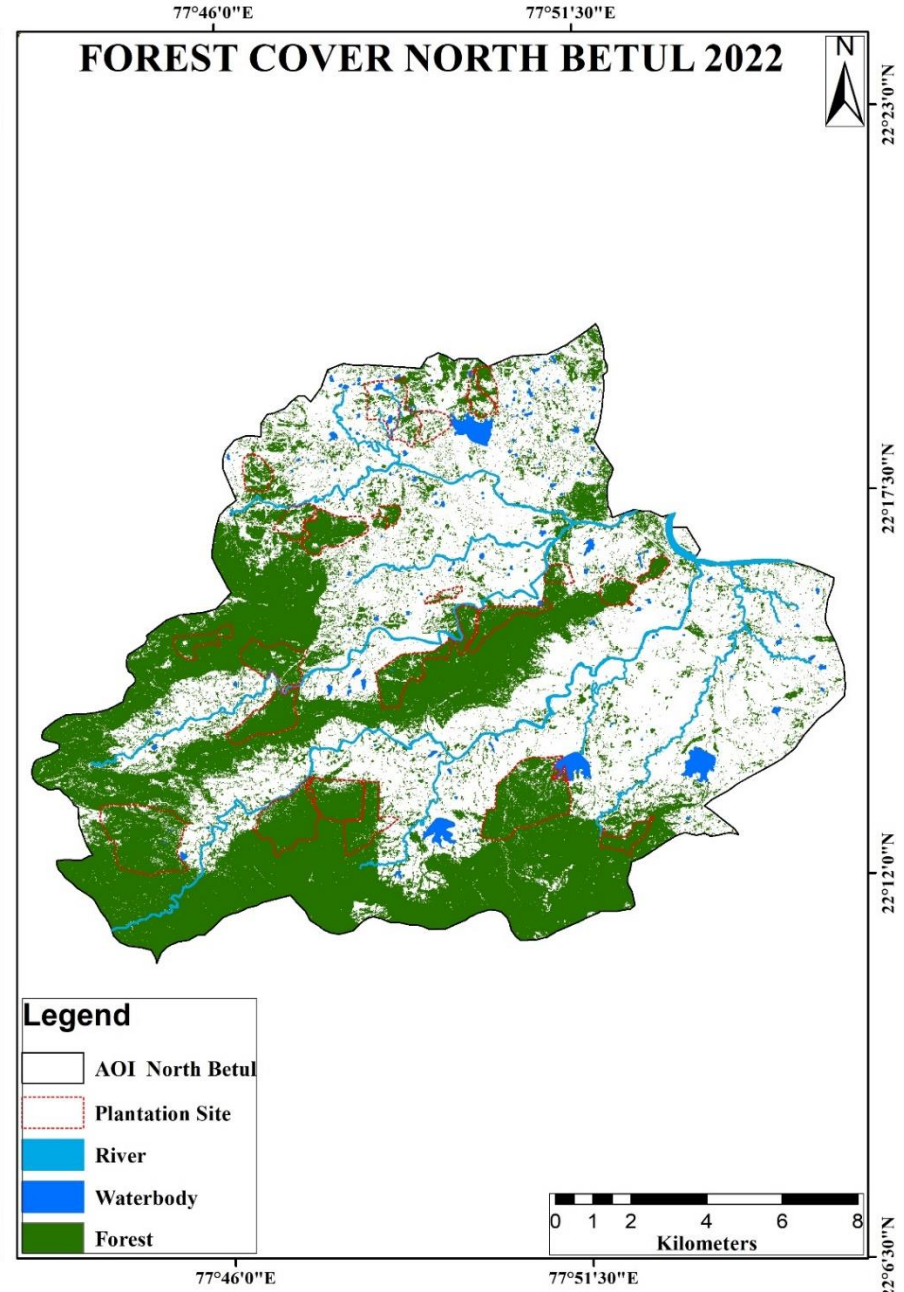 77°46'0"E 77°51'30"E
FOREST COVER NORTH BETUL 2022
N
22°23'0"N
22°17'30"N
22°12'0"N
22°6'30"N
Legend
AOI North Betul
Plantation Site
River
Waterbody
Forest
0 1 2 4 6 8
Kilometers
77°46'0"E 77°51'30"E